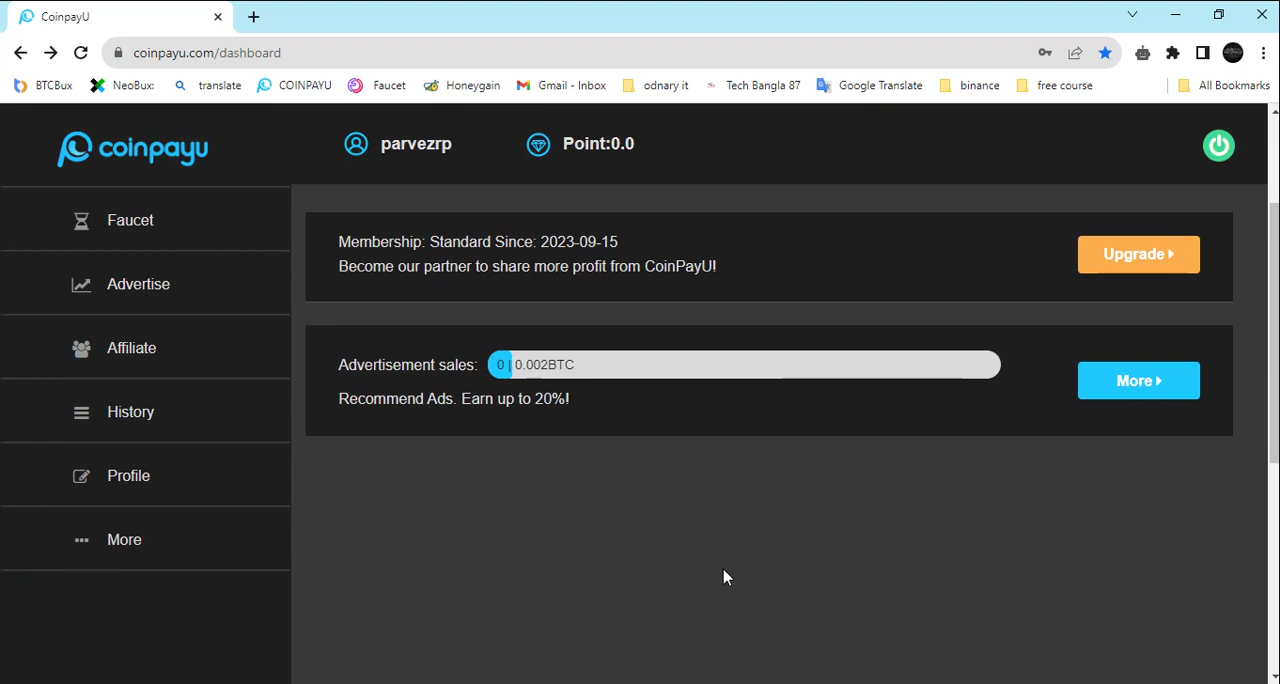 CoinpayU
coinpayu.com/dashboard
BTCBux NeoBux: translate COINPAYU Faucet Honeygain Gmail - Inbox odnary it Tech Bangla 87 Google Translate binance free course All Bookmarks
coinpayu parvezrp Point:0.0
Faucet
Advertise
Affiliate
History
Profile
More
Membership: Standard Since: 2023-09-15
Become our partner to share more profit from CoinPayU!
Upgrade
Advertisement sales: 0 | 0.002BTC
Recommend Ads. Earn up to 20%!
More